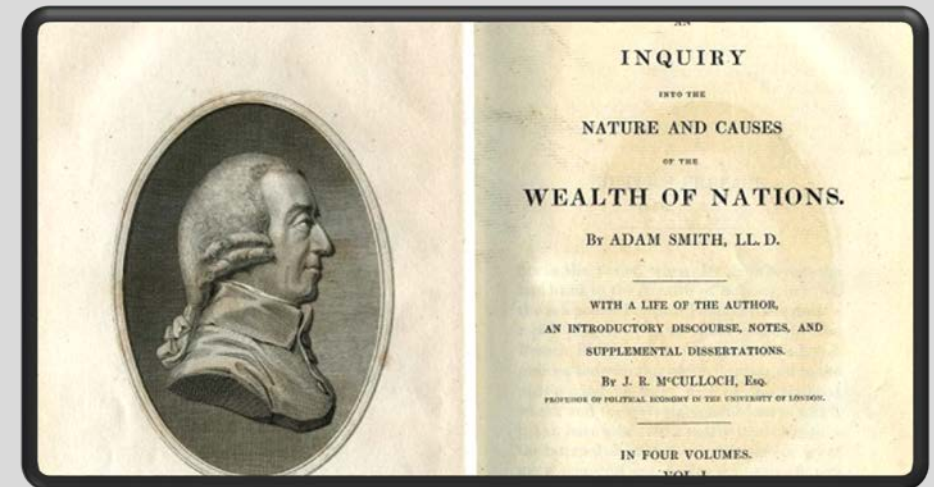 AN
INQUIRY
INTO THE
NATURE AND CAUSES
OF THE
WEALTH OF NATIONS.
By ADAM SMITH, LL. D.
WITH A LIFE OF THE AUTHOR,
AN INTRODUCTORY DISCOURSE, NOTES, AND
SUPPLEMENTAL DISSERTATIONS.
By J. R. McCULLOCH, Esq.
PROFESSOR OF POLITICAL ECONOMY IN THE UNIVERSITY OF LONDON.
IN FOUR VOLUMES.
VOL. I.